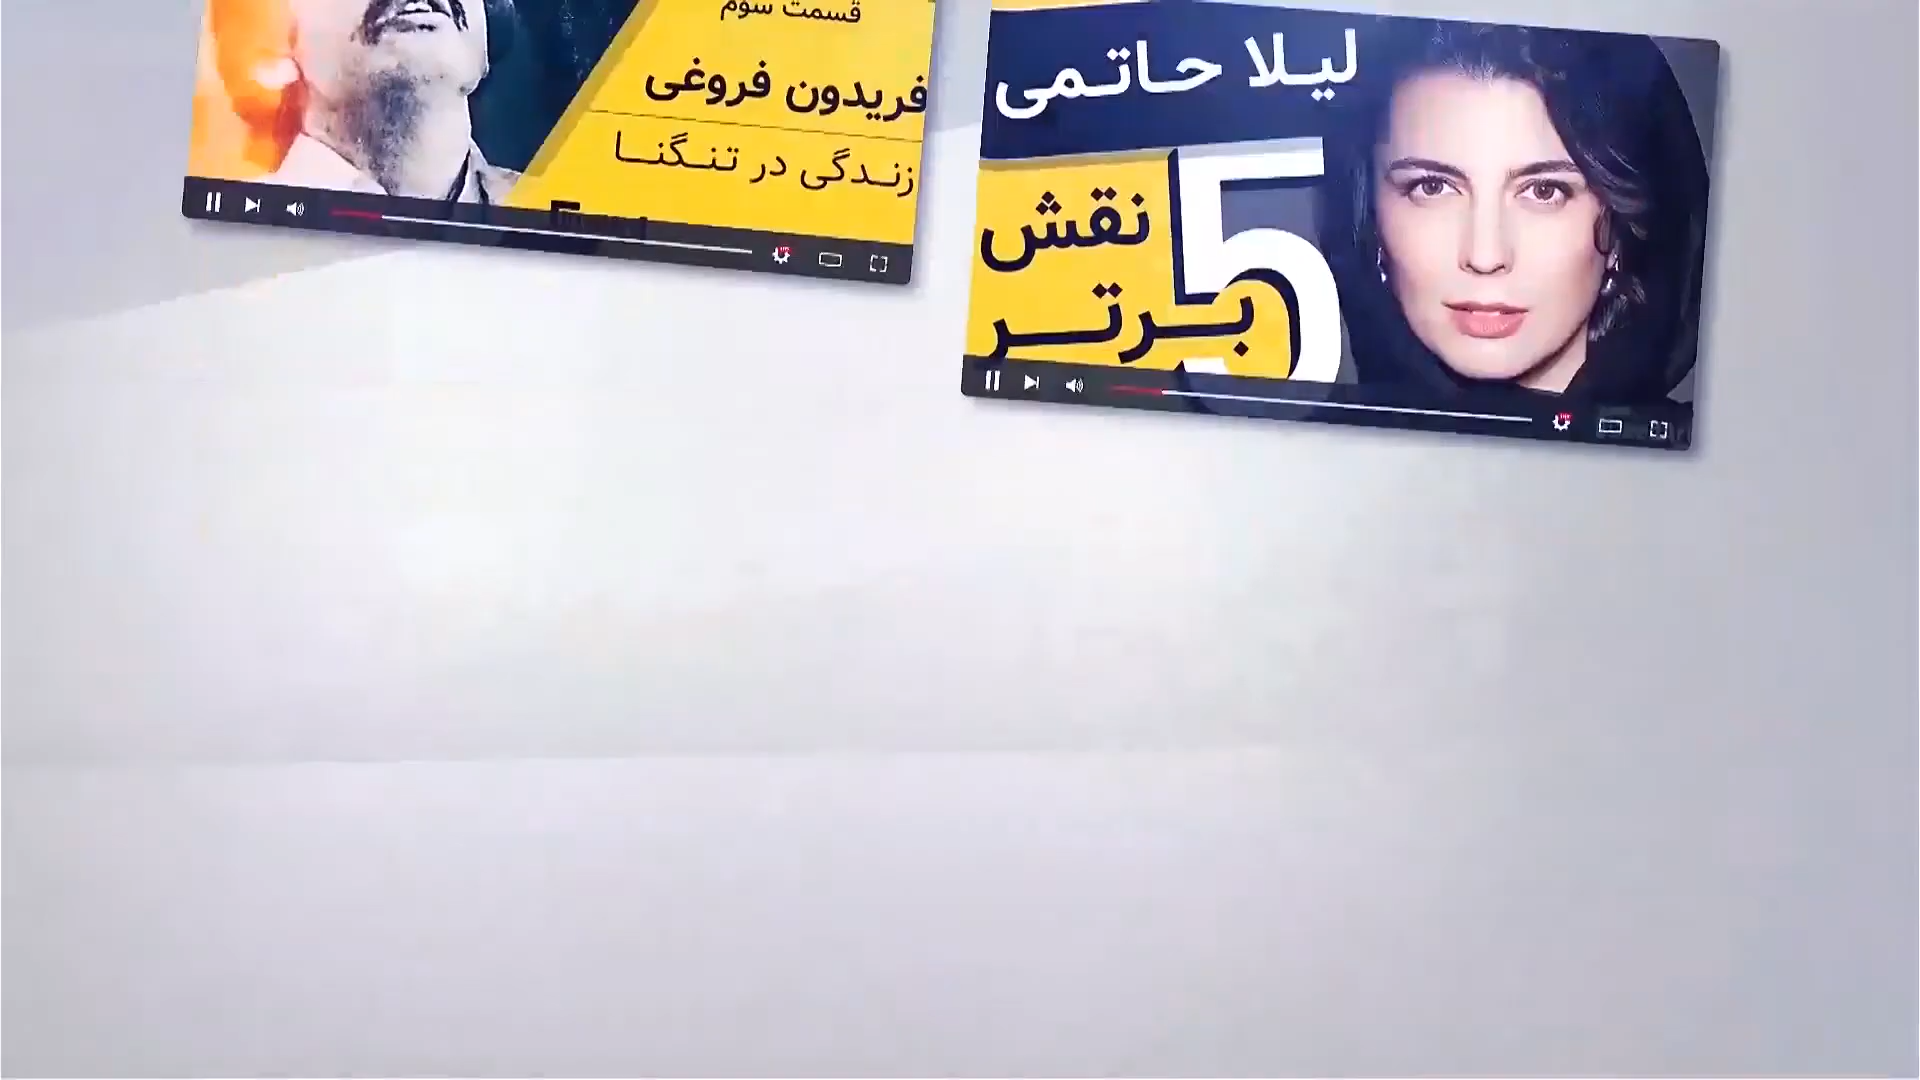 قسمت سوم
فریدون فروغی
زندگی در تنگنا
لیلا حاتمی
5
نقش
برتر